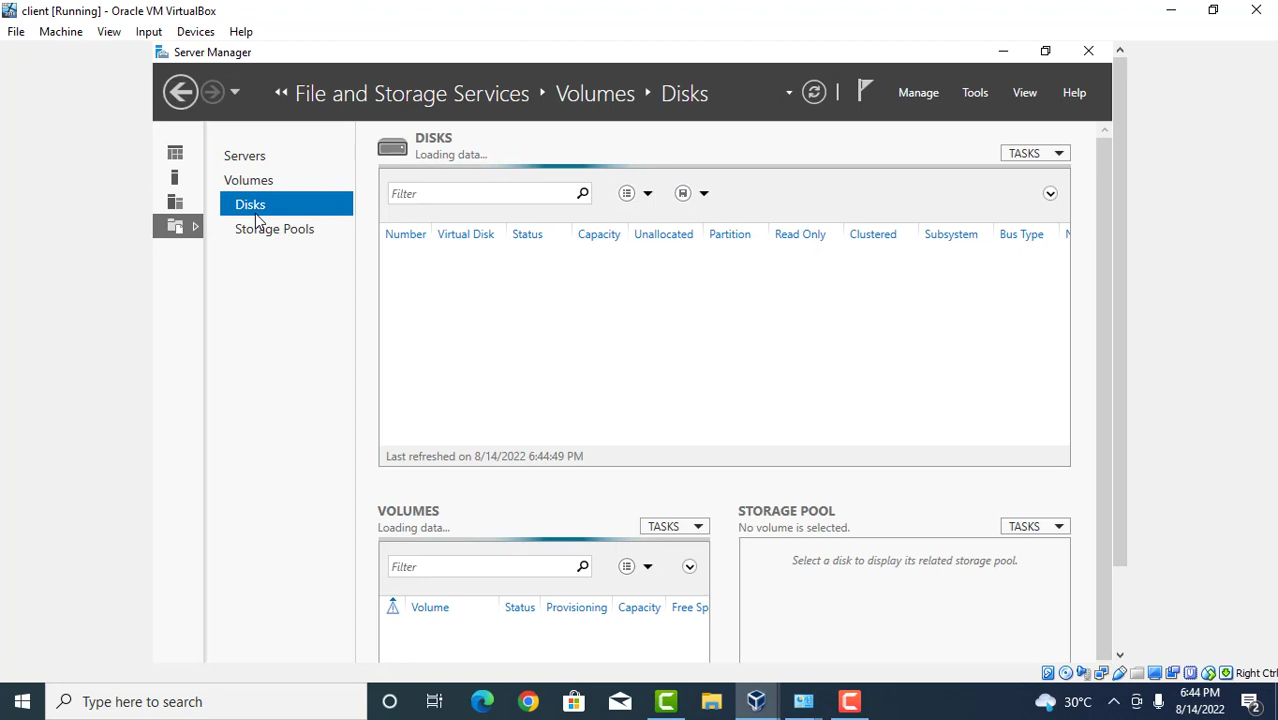 client [Running] - Oracle VM VirtualBox
File Machine View Input Devices Help
Server Manager
File and Storage Services Volumes Disks
Manage Tools View Help
Servers
Volumes
Disks
Storage Pools
DISKS
Loading data...
TASKS
Filter
Number Virtual Disk Status Capacity Unallocated Partition Read Only Clustered Subsystem Bus Type
Last refreshed on 8/14/2022 6:44:49 PM
VOLUMES
Loading data...
TASKS
Filter
Volume Status Provisioning Capacity Free Sp
STORAGE POOL
No volume is selected.
TASKS
Select a disk to display its related storage pool.
Right Ctrl
Type here to search
30°C
6:44 PM
8/14/2022
2